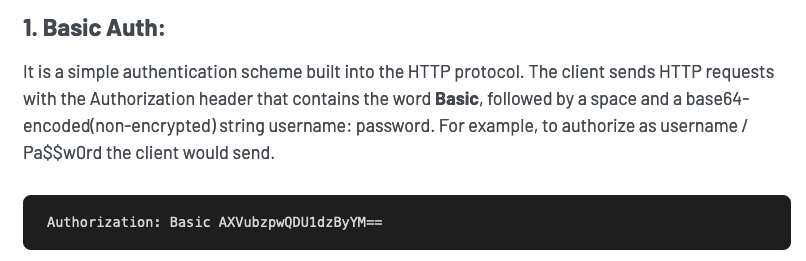 1. Basic Auth:
It is a simple authentication scheme built into the HTTP protocol. The client sends HTTP requests
with the Authorization header that contains the word Basic, followed by a space and a base64-
encoded(non-encrypted) string username: password. For example, to authorize as username /
Pa$$w0rd the client would send.
Authorization: Basic AXVubzpwQDU1dzByYM==